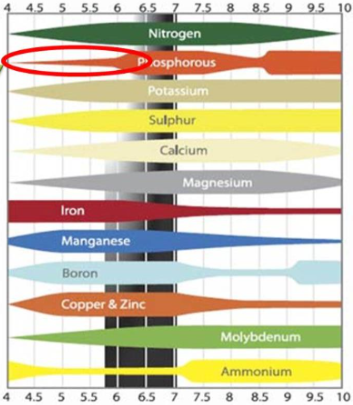 4 4.5 5 5.5 6 6.5 7 7.5 8 8.5 9 9.5 10
Nitrogen
Phosphorous
Potassium
Sulphur
Calcium
Magnesium
Iron
Manganese
Boron
Copper & Zinc
Molybdenum
Ammonium
4 4.5 5 5.5 6 6.5 7 7.5 8 8.5 9 9.5 10